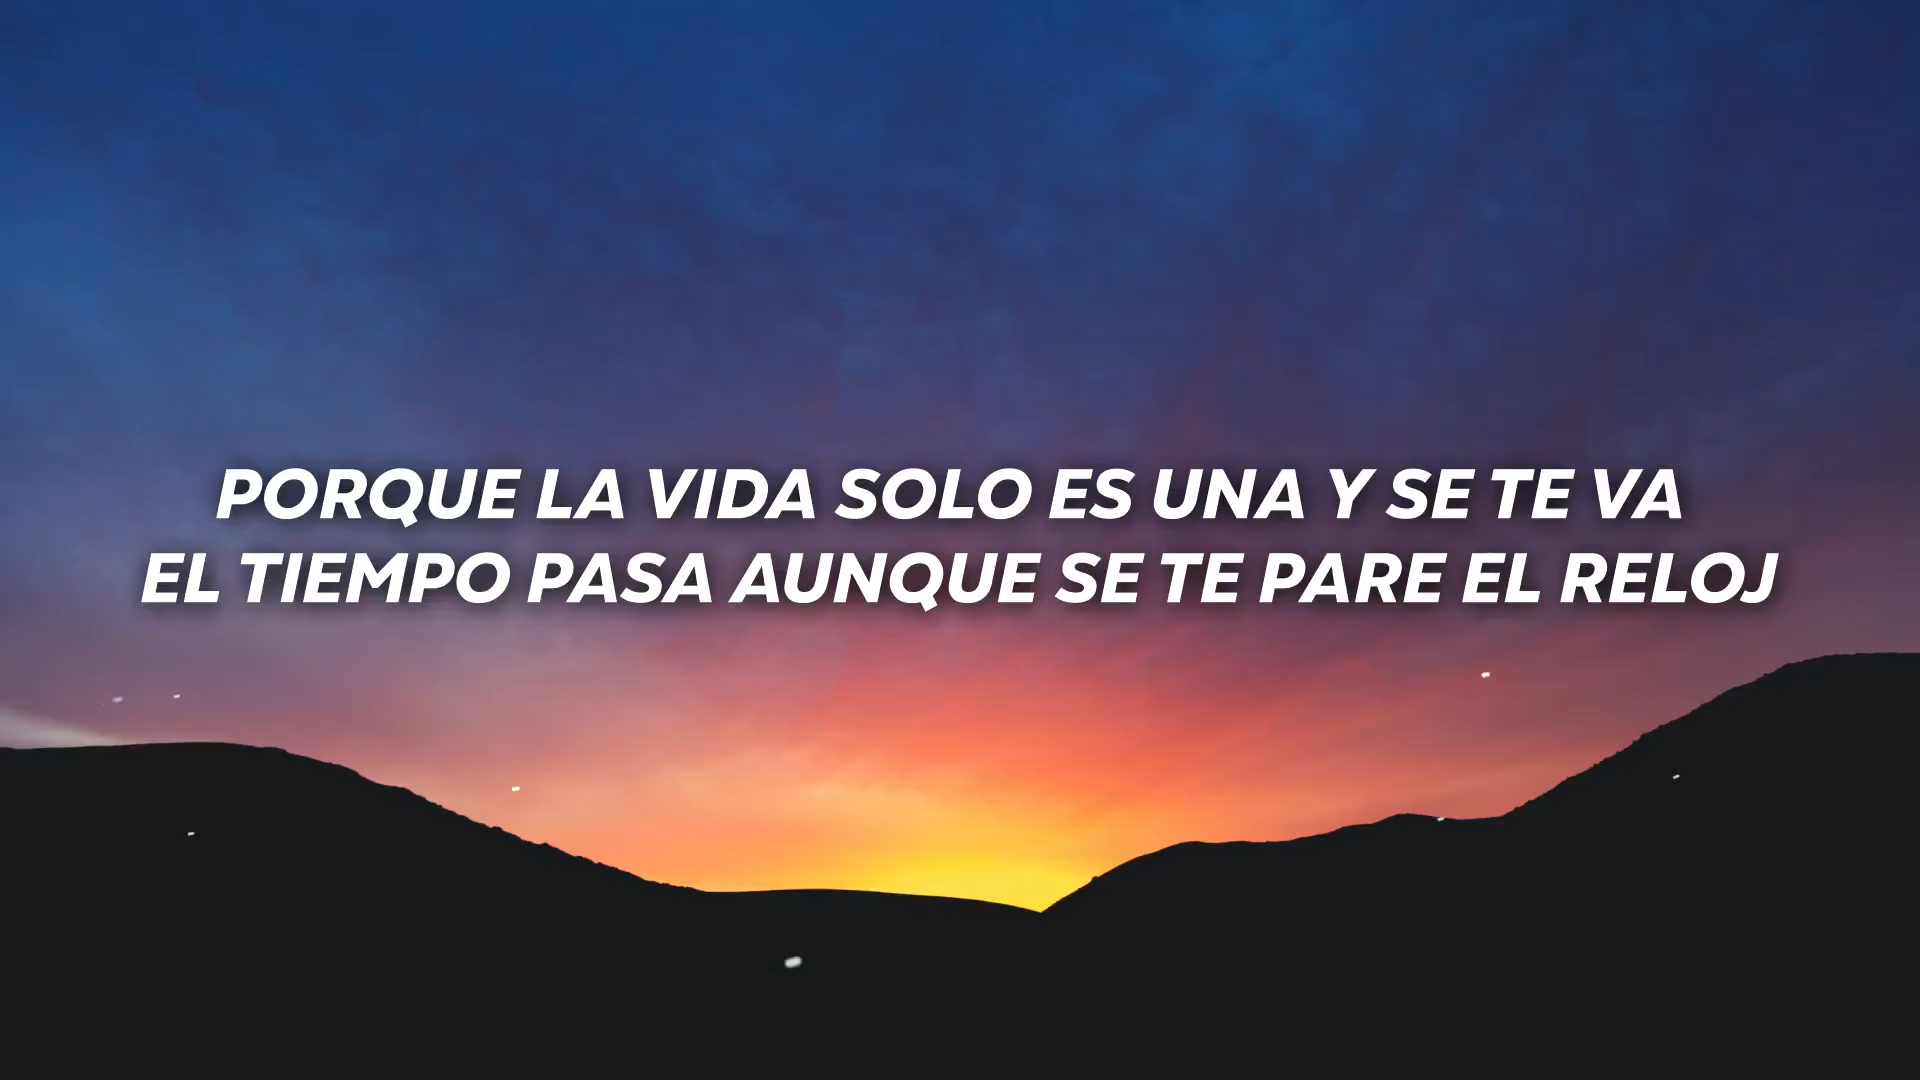 PORQUE LA VIDA SOLO ES UNA Y SE TE VA
EL TIEMPO PASA AUNQUE SE TE PARE EL RELOJ